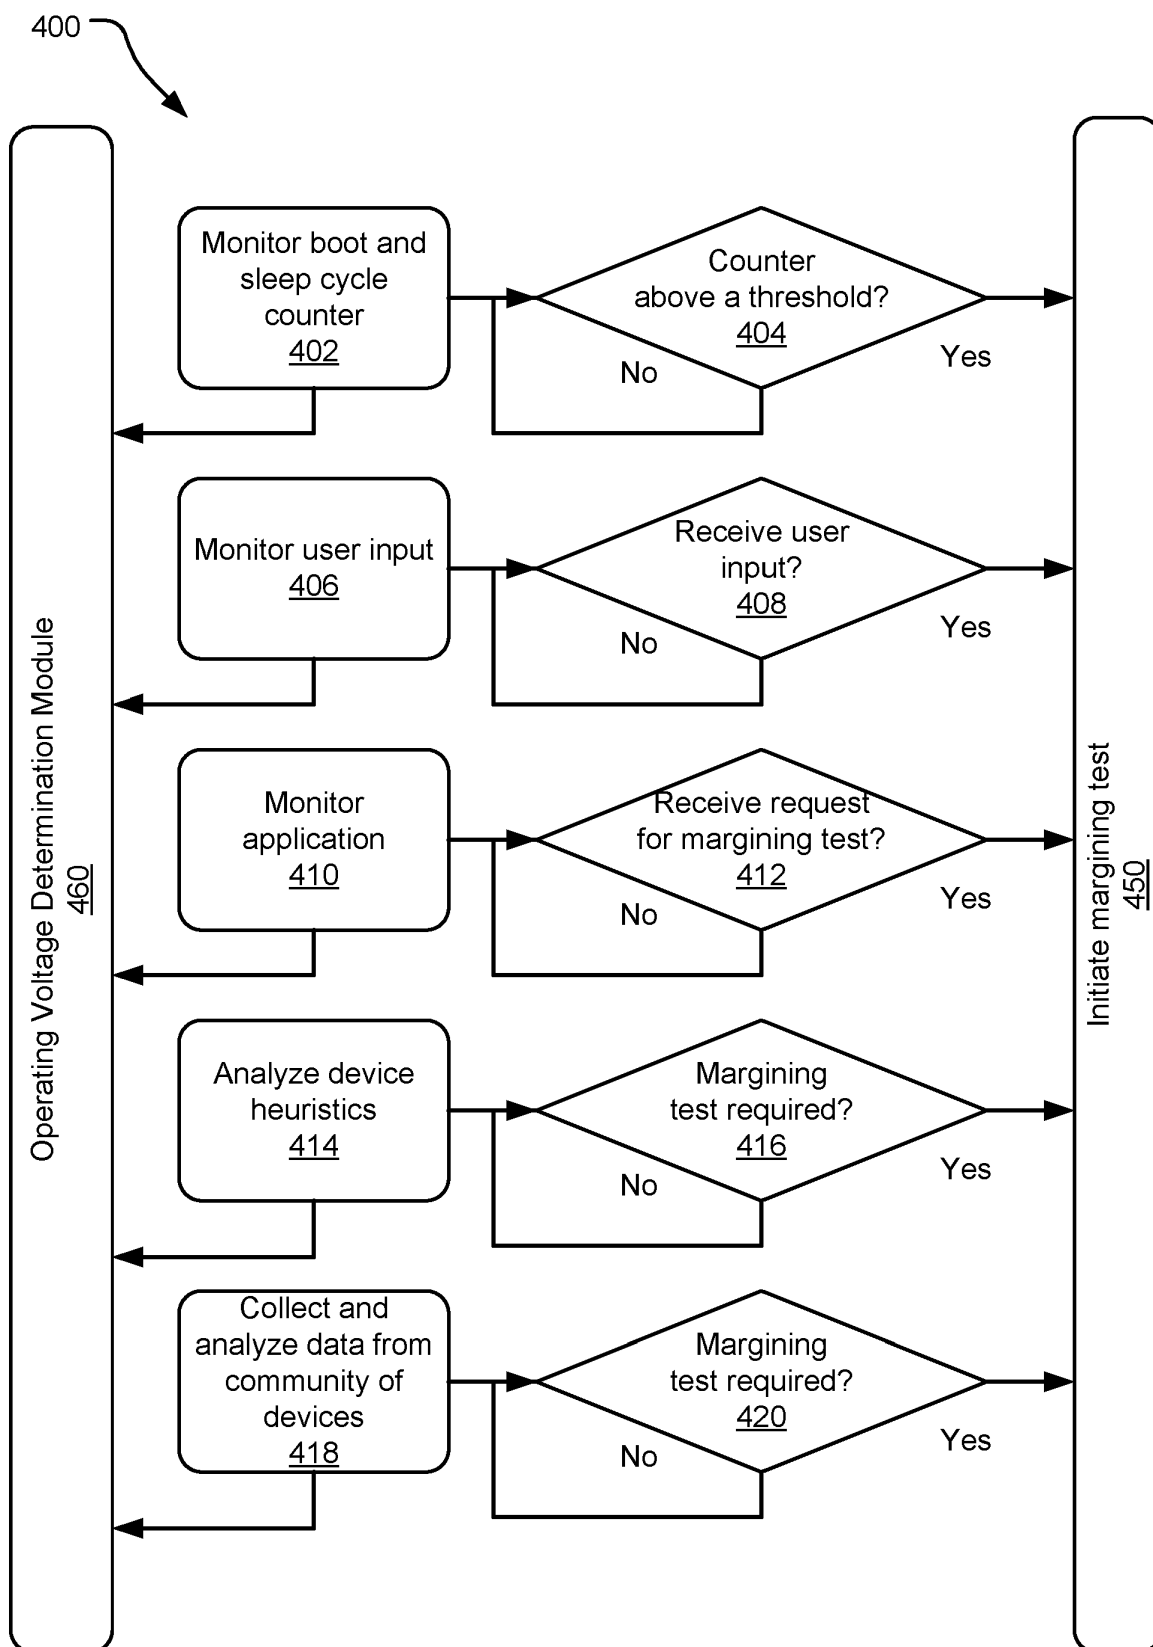 400
Operating Voltage Determination Module
460
Monitor boot and
sleep cycle
counter
402
Counter
above a threshold?
404
No
Yes
Monitor user input
406
Receive user
input?
408
No
Yes
Monitor
application
410
Receive request
for margining test?
412
No
Yes
Analyze device
heuristics
414
Margining
test required?
416
No
Yes
Collect and
analyze data from
community of
devices
418
Margining
test required?
420
No
Yes
Initiate margining test
450